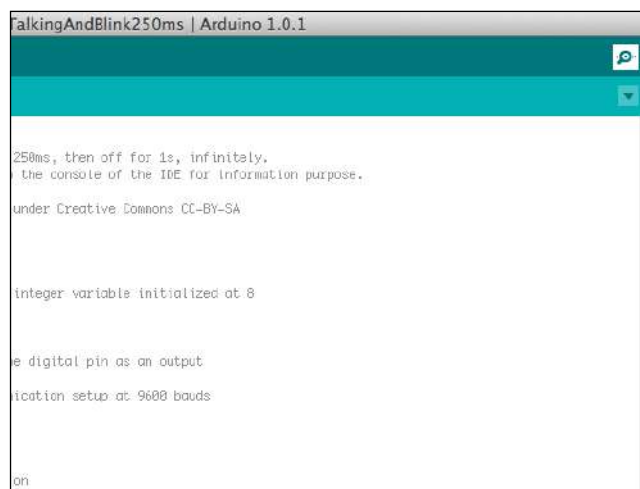 TalkingAndBlink250ms | Arduino 1.0.1
250ms, then off for 1s, infinitely.
the console of the IDE for information purpose.
under Creative Commons CC-BY-SA
integer variable initialized at 8
e digital pin as an output
ication setup at 9600 bauds
on